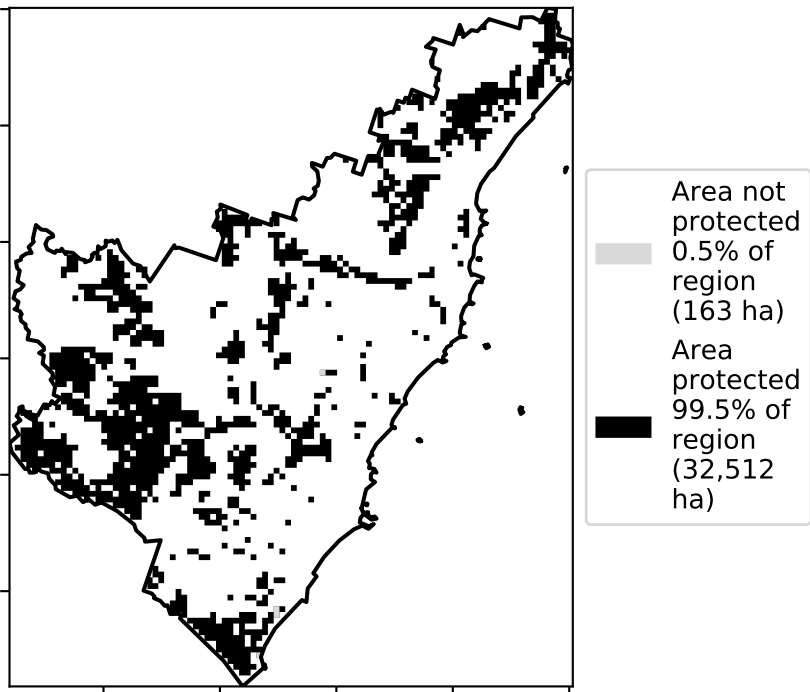 Area not
protected
0.5% of
region
(163 ha)
Area
protected
99.5% of
region
(32,512
ha)